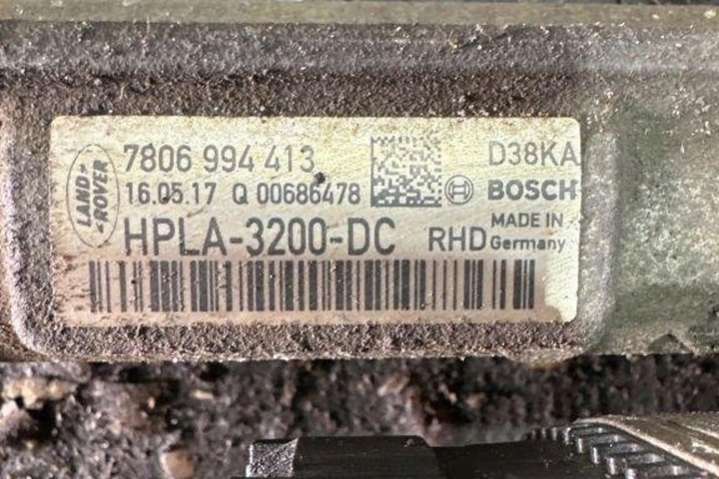 LAND ROVER
7806 994 413
D38KA
16.05.17 Q 00686478
BOSCH
HPLA-3200-DC RHD
MADE IN
Germany